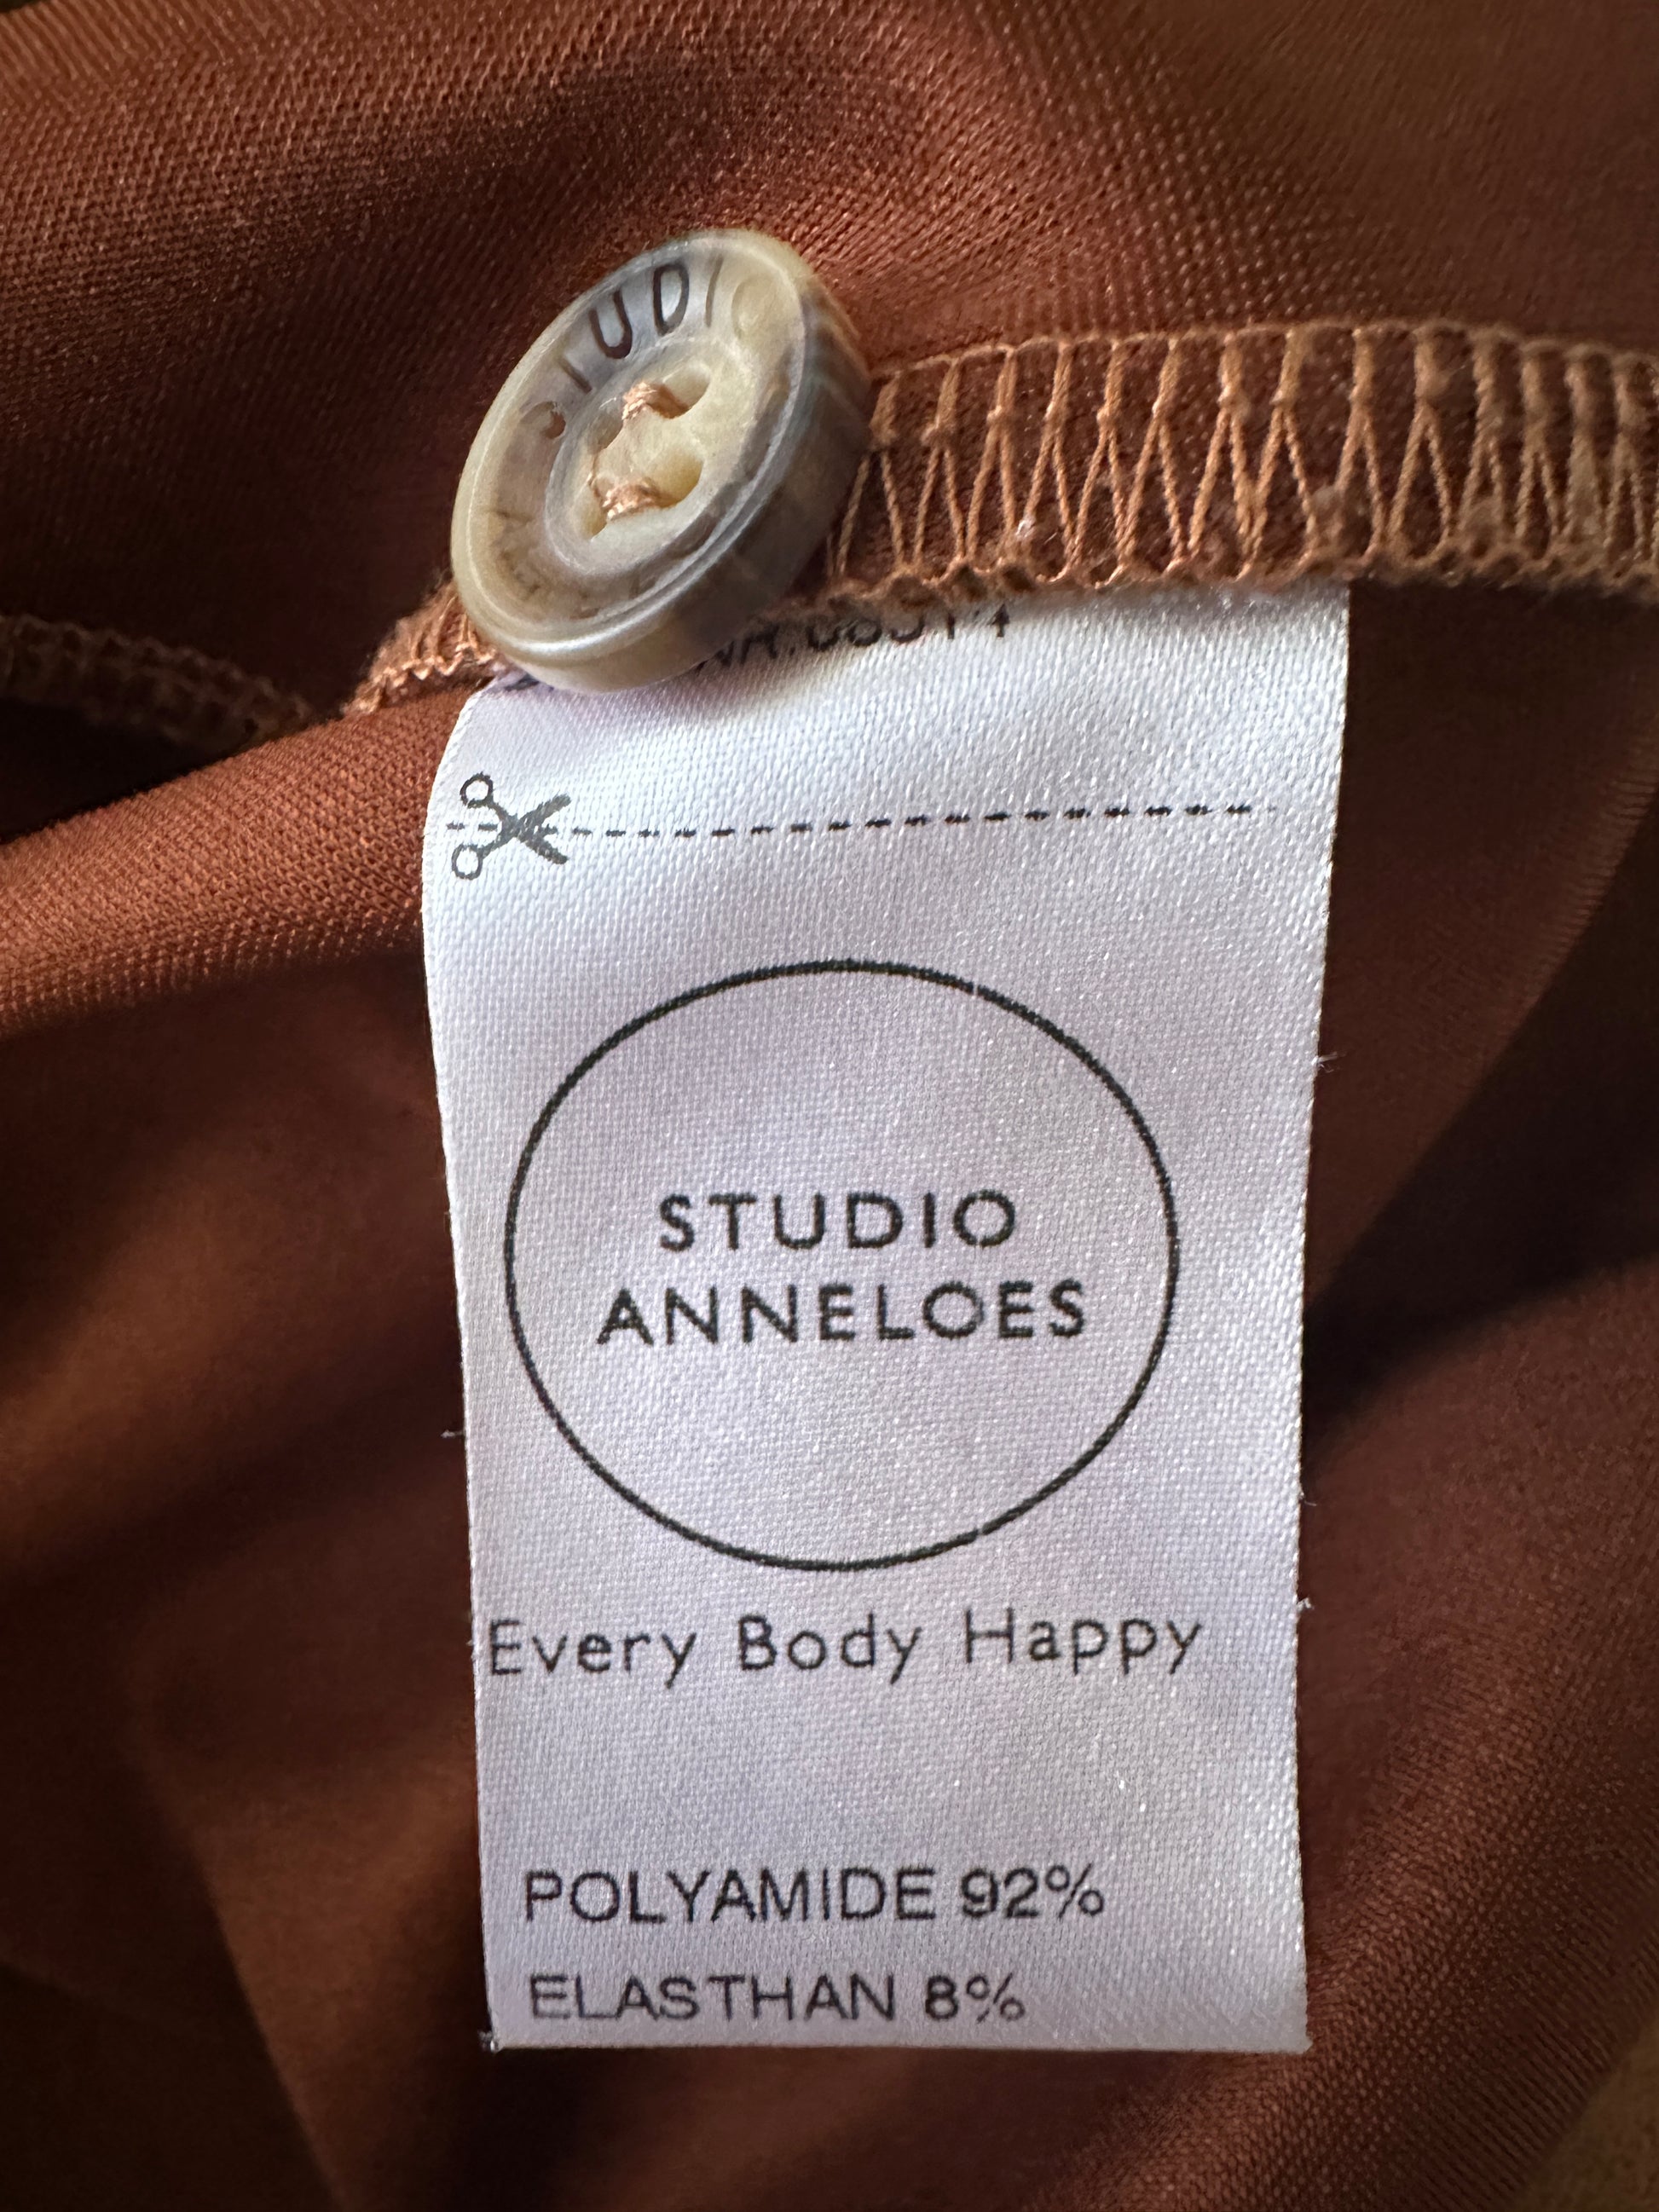 STUDIO
STUDIO
ANNELOES
Every Body Happy
POLYAMIDE 92%
ELASTHAN 8%